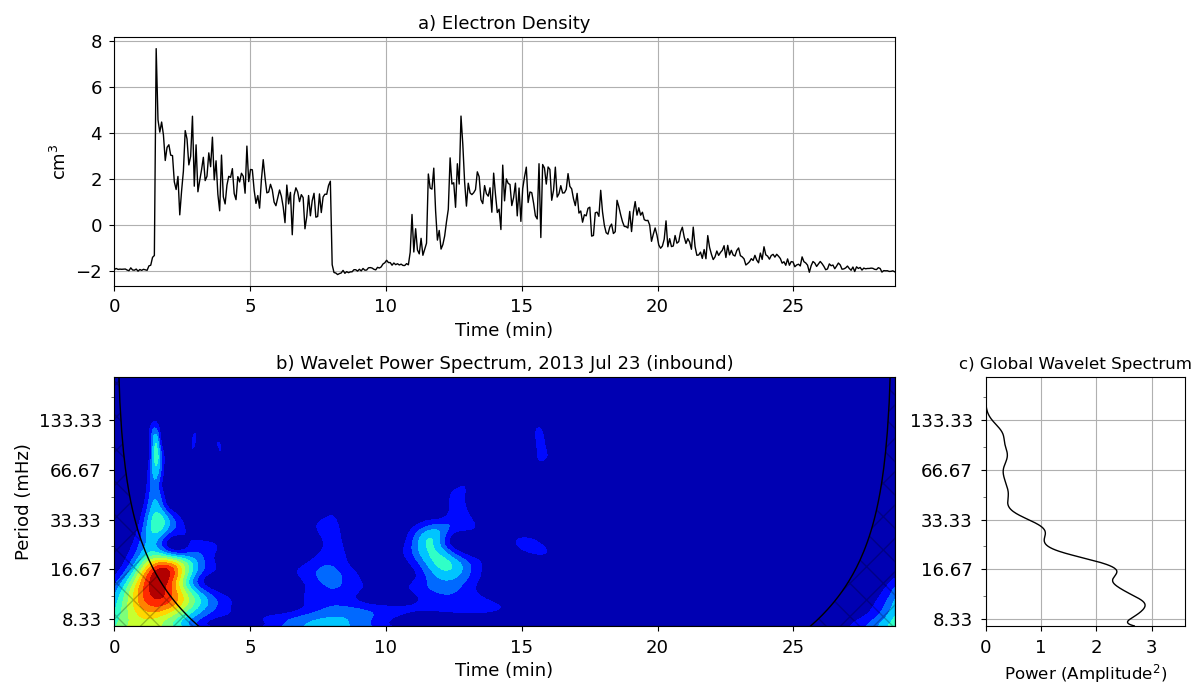 a) Electron Density
8
6
4
2
0
−2
cm³
0 5 10 15 20 25
Time (min)
b) Wavelet Power Spectrum, 2013 Jul 23 (inbound)
133.33
66.67
33.33
16.67
8.33
Period (mHz)
0 5 10 15 20 25
Time (min)
c) Global Wavelet Spectrum
133.33
66.67
33.33
16.67
8.33
0 1 2 3
Power (Amplitude²)